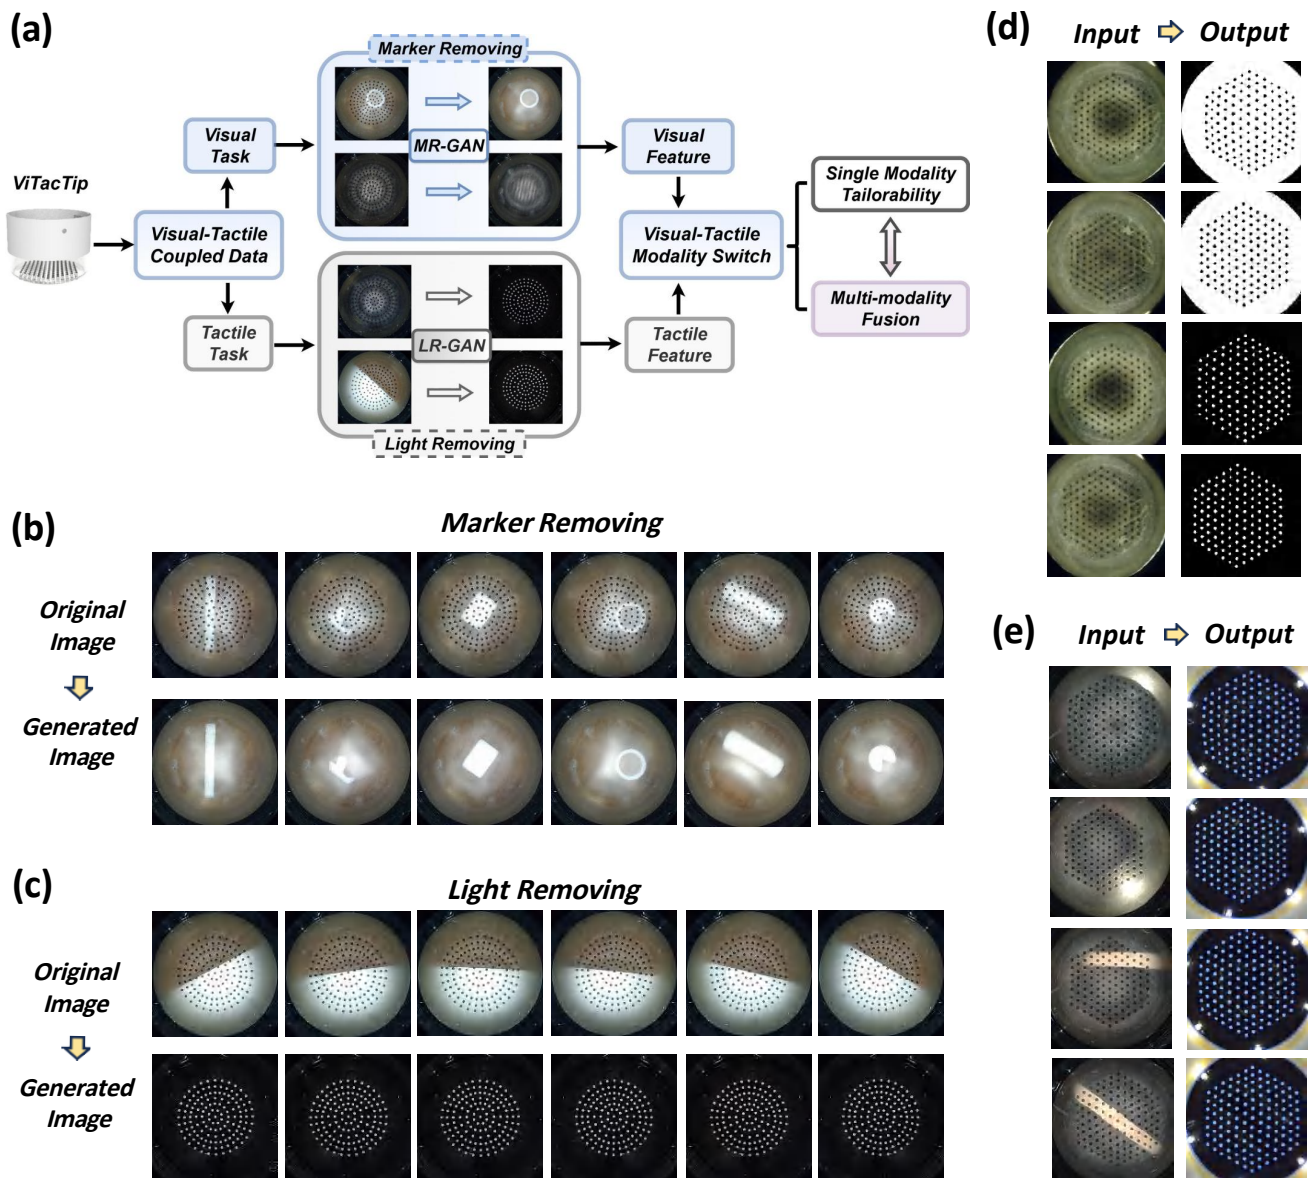 (a)
Marker Removing
MR-GAN
ViTacTip
Visual
Task
Visual-Tactile
Coupled Data
Tactile
Task
LR-GAN
Light Removing
Visual
Feature
Visual-Tactile
Modality Switch
Tactile
Feature
Single Modality
Tailorability
Multi-modality
Fusion
(b)
Marker Removing
Original
Image
Generated
Image
(c)
Light Removing
Original
Image
Generated
Image
(d)
Input Output
(e)
Input Output